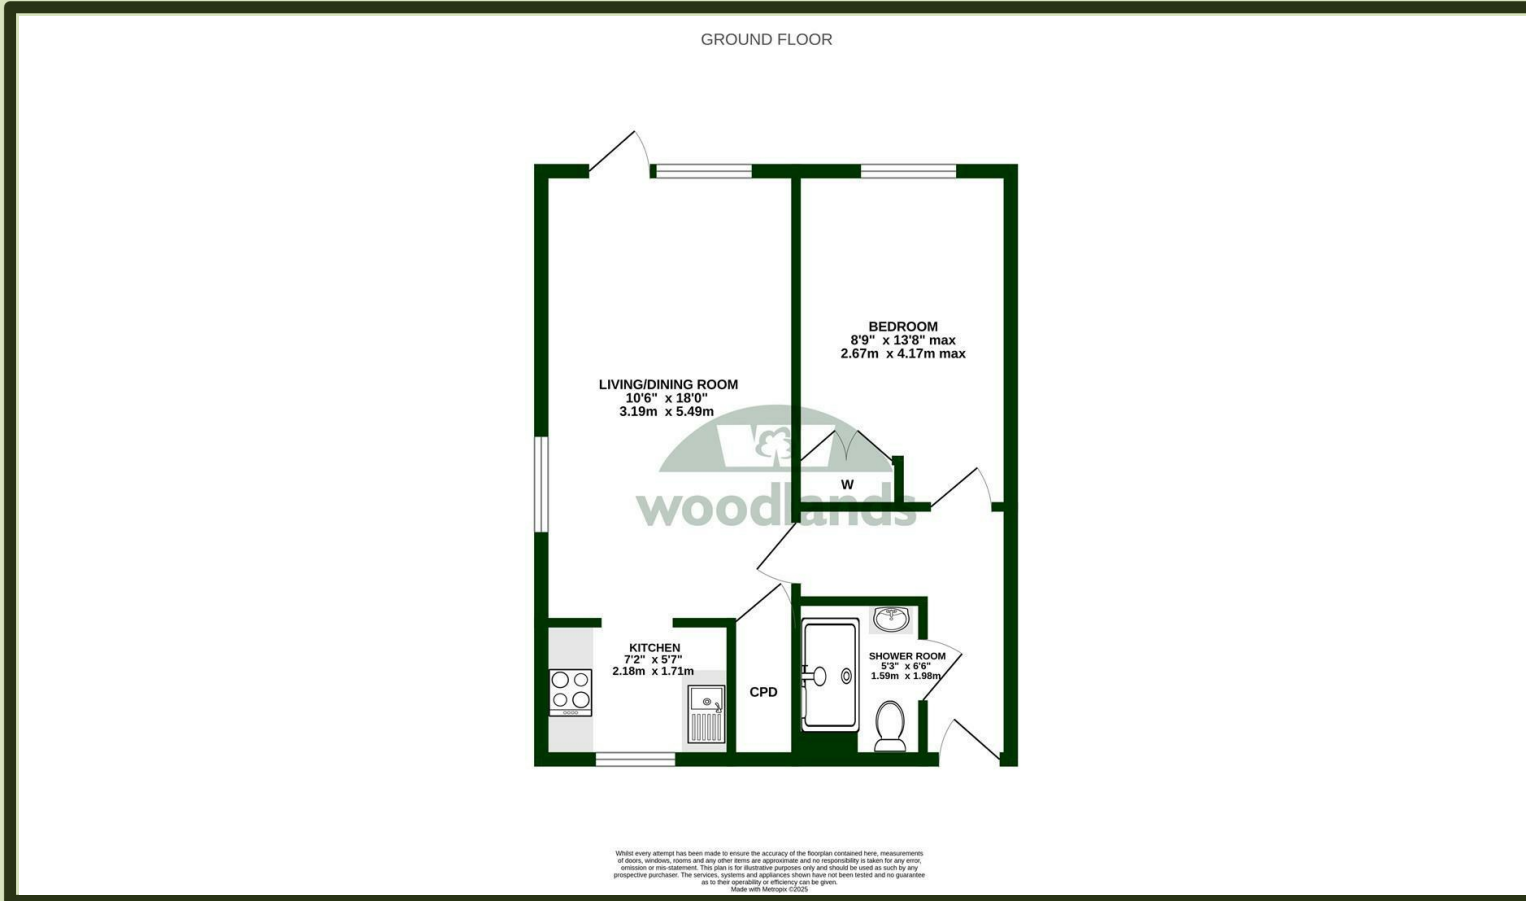 GROUND FLOOR
BEDROOM
8'9"  x 13'8" max
2.67m  x 4.17m max
LIVING/DINING ROOM
10'6"  x 18'0"
3.19m  x 5.49m
W
woodlands
KITCHEN
7'2"  x 5'7"
2.18m  x 1.71m
SHOWER ROOM
5'3"  x 6'6"
1.59m  x 1.98m
CPD
Whilst every attempt has been made to ensure the accuracy of the floorplan contained here, measurements
of doors, windows, rooms and any other items are approximate and no responsibility is taken for any error,
omission or mis-statement. This plan is for illustrative purposes only and should be used as such by any
prospective purchaser. The services, systems and appliances shown have not been tested and no guarantee
as to their operability or efficiency can be given.
Made with Metropix ©2025